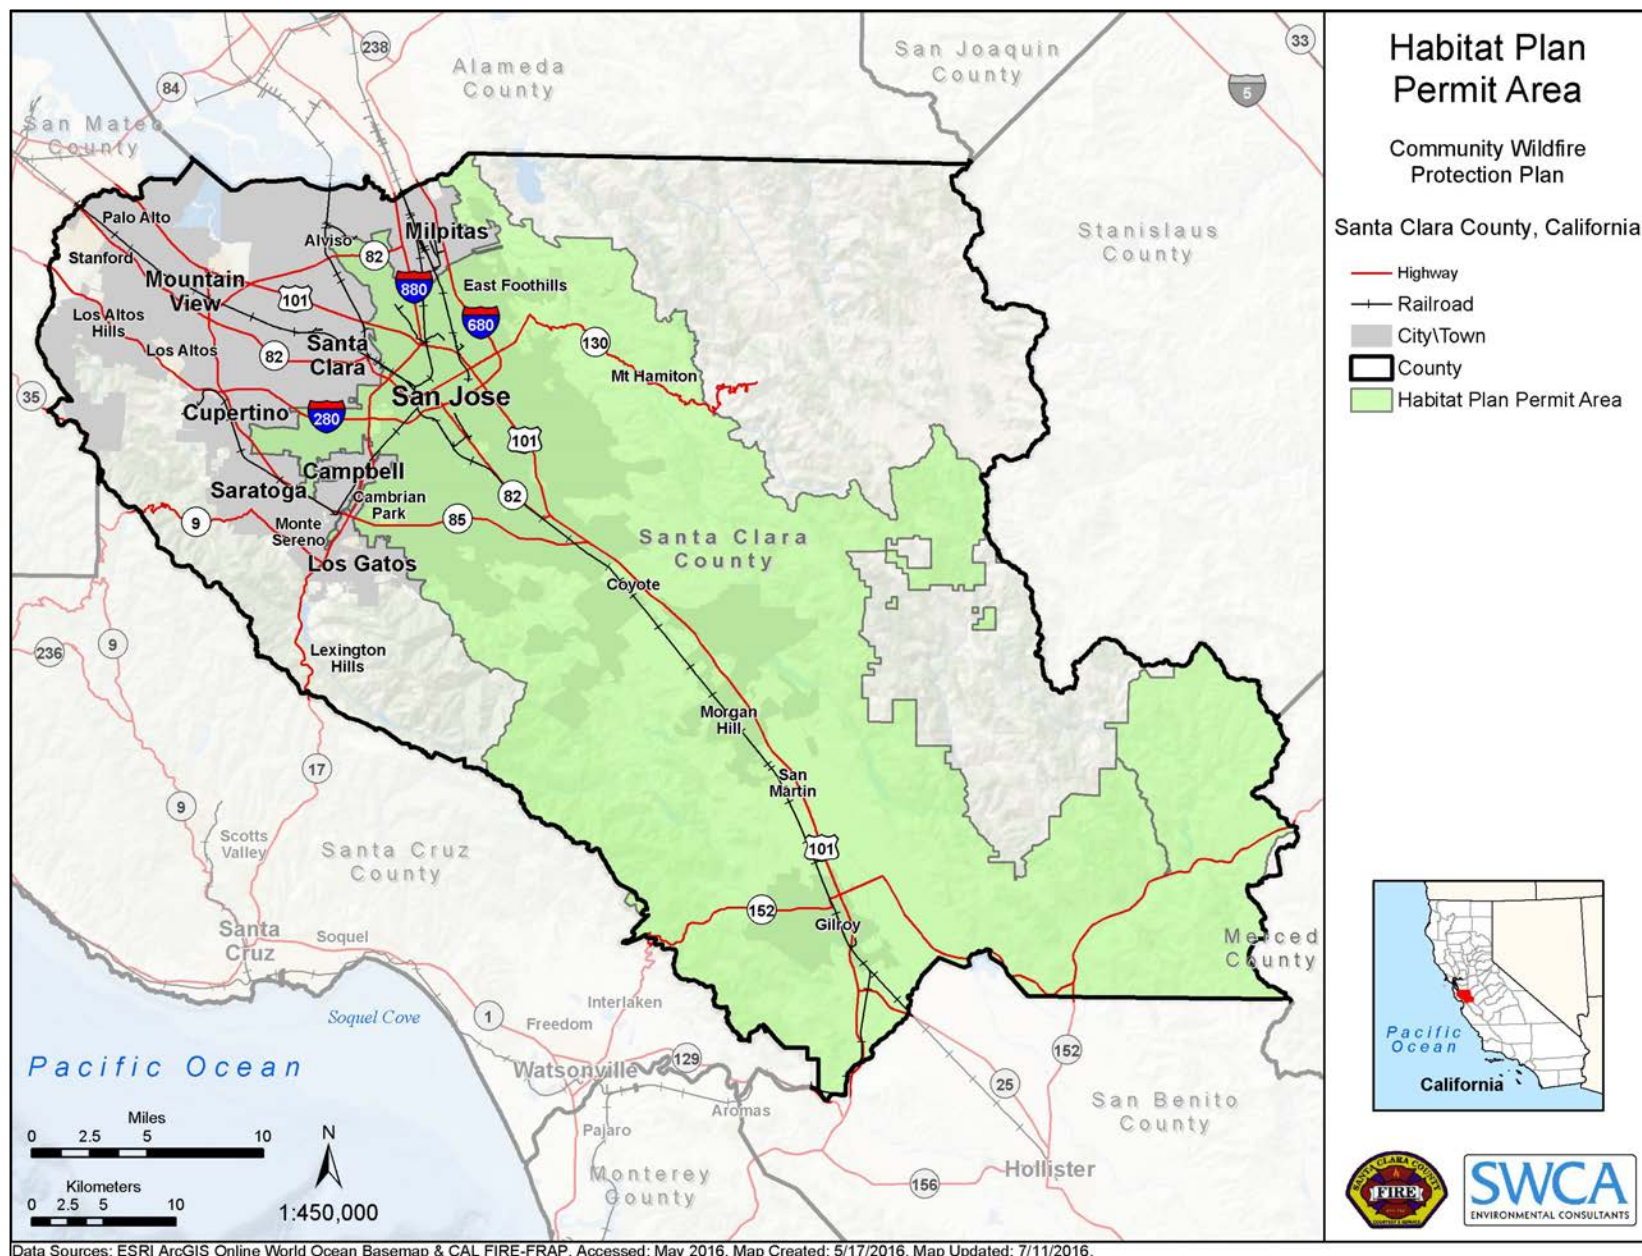 Habitat Plan
Permit Area
Community Wildfire
Protection Plan
Santa Clara County, California
Highway
Railroad
City\Town
County
Habitat Plan Permit Area
238
Alameda
County
San Joaquin
County
33
5
84
San Mateo
County
Stanislaus
County
Palo Alto
Alviso
Milpitas
82
Stanford
Mountain
View
101
880
East Foothills
680
Los Altos
Hills
Los Altos
82
Santa
Clara
130
Mt Hamiton
35
San Jose
Cupertino
280
101
Campbell
Saratoga
Cambrian
Park
82
9
Monte
Sereno
85
Santa Clara
County
Los Gatos
Coyote
236
9
Lexington
Hills
Morgan
Hill
17
San
Martin
9
Scotts
Valley
Santa Cruz
County
101
152
Gilroy
Santa
Cruz
Soquel
Merced
County
Interlaken
Soquel Cove
1
Freedom
Pacific Ocean
Watsonville
129
152
25
Aromas
San Benito
County
Pajaro
Monterey
County
156
Hollister
Miles
0 2.5 5 10
Kilometers
0 2.5 5 10
N
1:450,000
Pacific
Ocean
California
SANTA CLARA COUNTY
FIRE
SWCA
ENVIRONMENTAL CONSULTANTS
Data Sources: ESRI ArcGIS Online World Ocean Basemap & CAL FIRE-FRAP, Accessed: May 2016, Map Created: 5/17/2016, Map Updated: 7/11/2016.